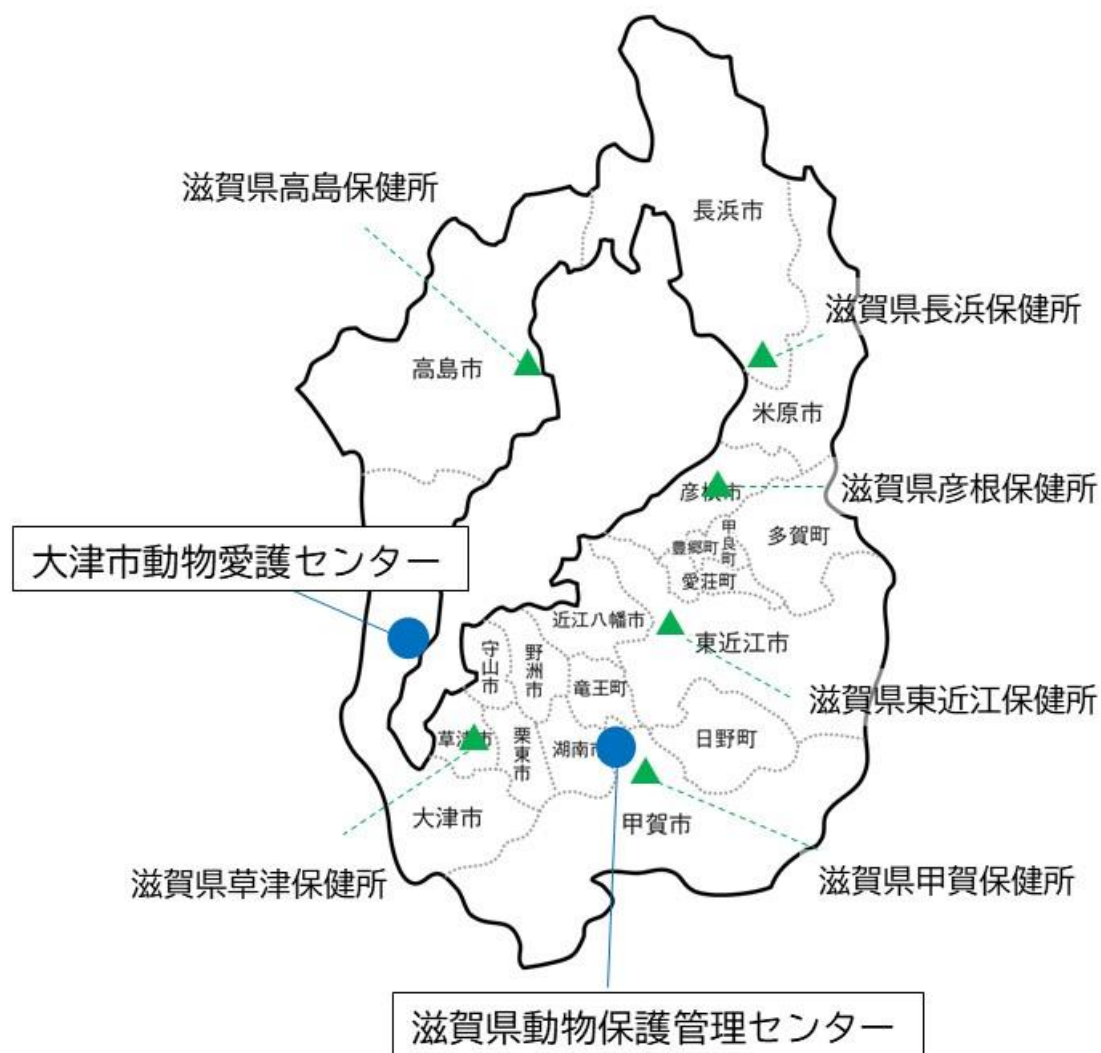 滋賀県高島保健所
長浜市
滋賀県長浜保健所
高島市
米原市
彦根市
滋賀県彦根保健所
多賀町
甲良町
豊郷町
愛荘町
大津市動物愛護センター
近江八幡市
東近江市
守山市
野洲市
竜王町
滋賀県東近江保健所
草津市
栗東市
湖南市
日野町
大津市
甲賀市
滋賀県草津保健所
滋賀県甲賀保健所
滋賀県動物保護管理センター